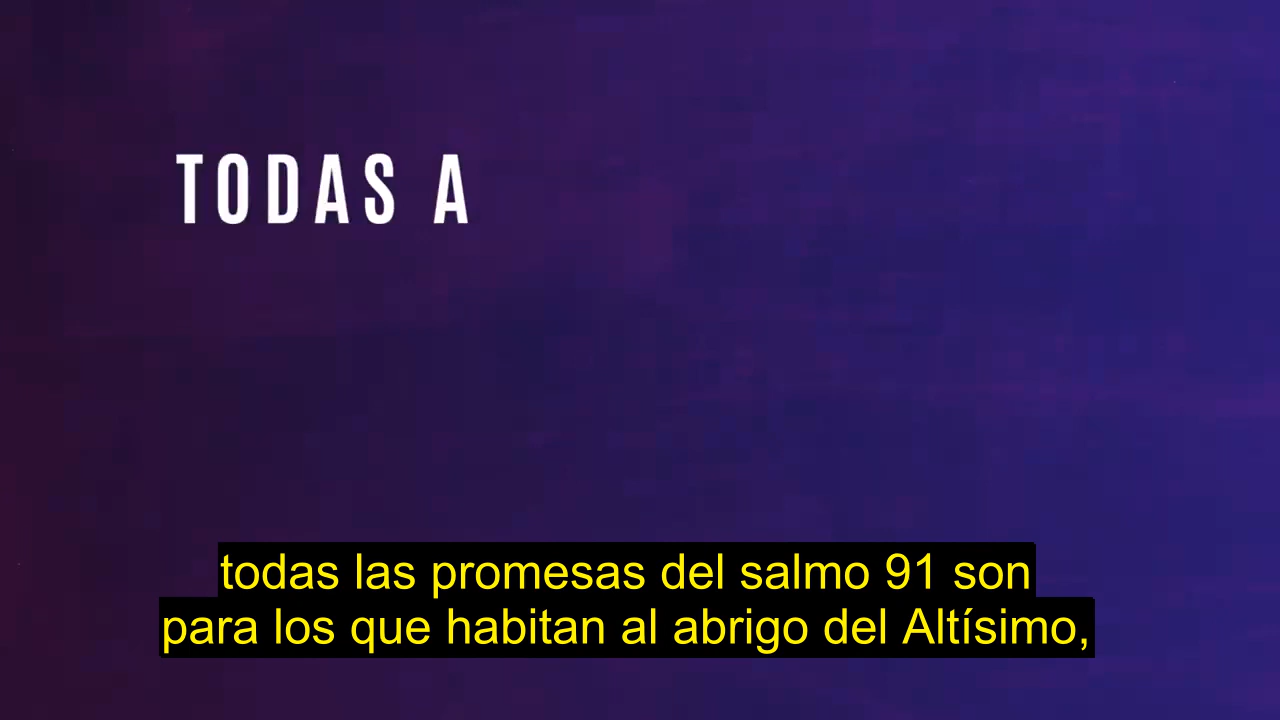 TODAS A
todas las promesas del salmo 91 son
para los que habitan al abrigo del Altísimo,